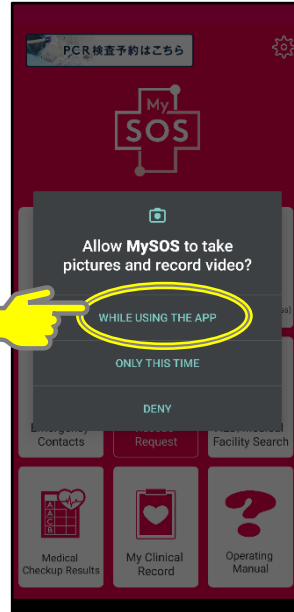 PCR検査予約はこちら
My
SOS
Allow MySOS to take
pictures and record video?
WHILE USING THE APP
ONLY THIS TIME
DENY
Contacts
Request
Facility Search
A
A
C
B
Medical
Checkup Results
My Clinical
Record
Operating
Manual